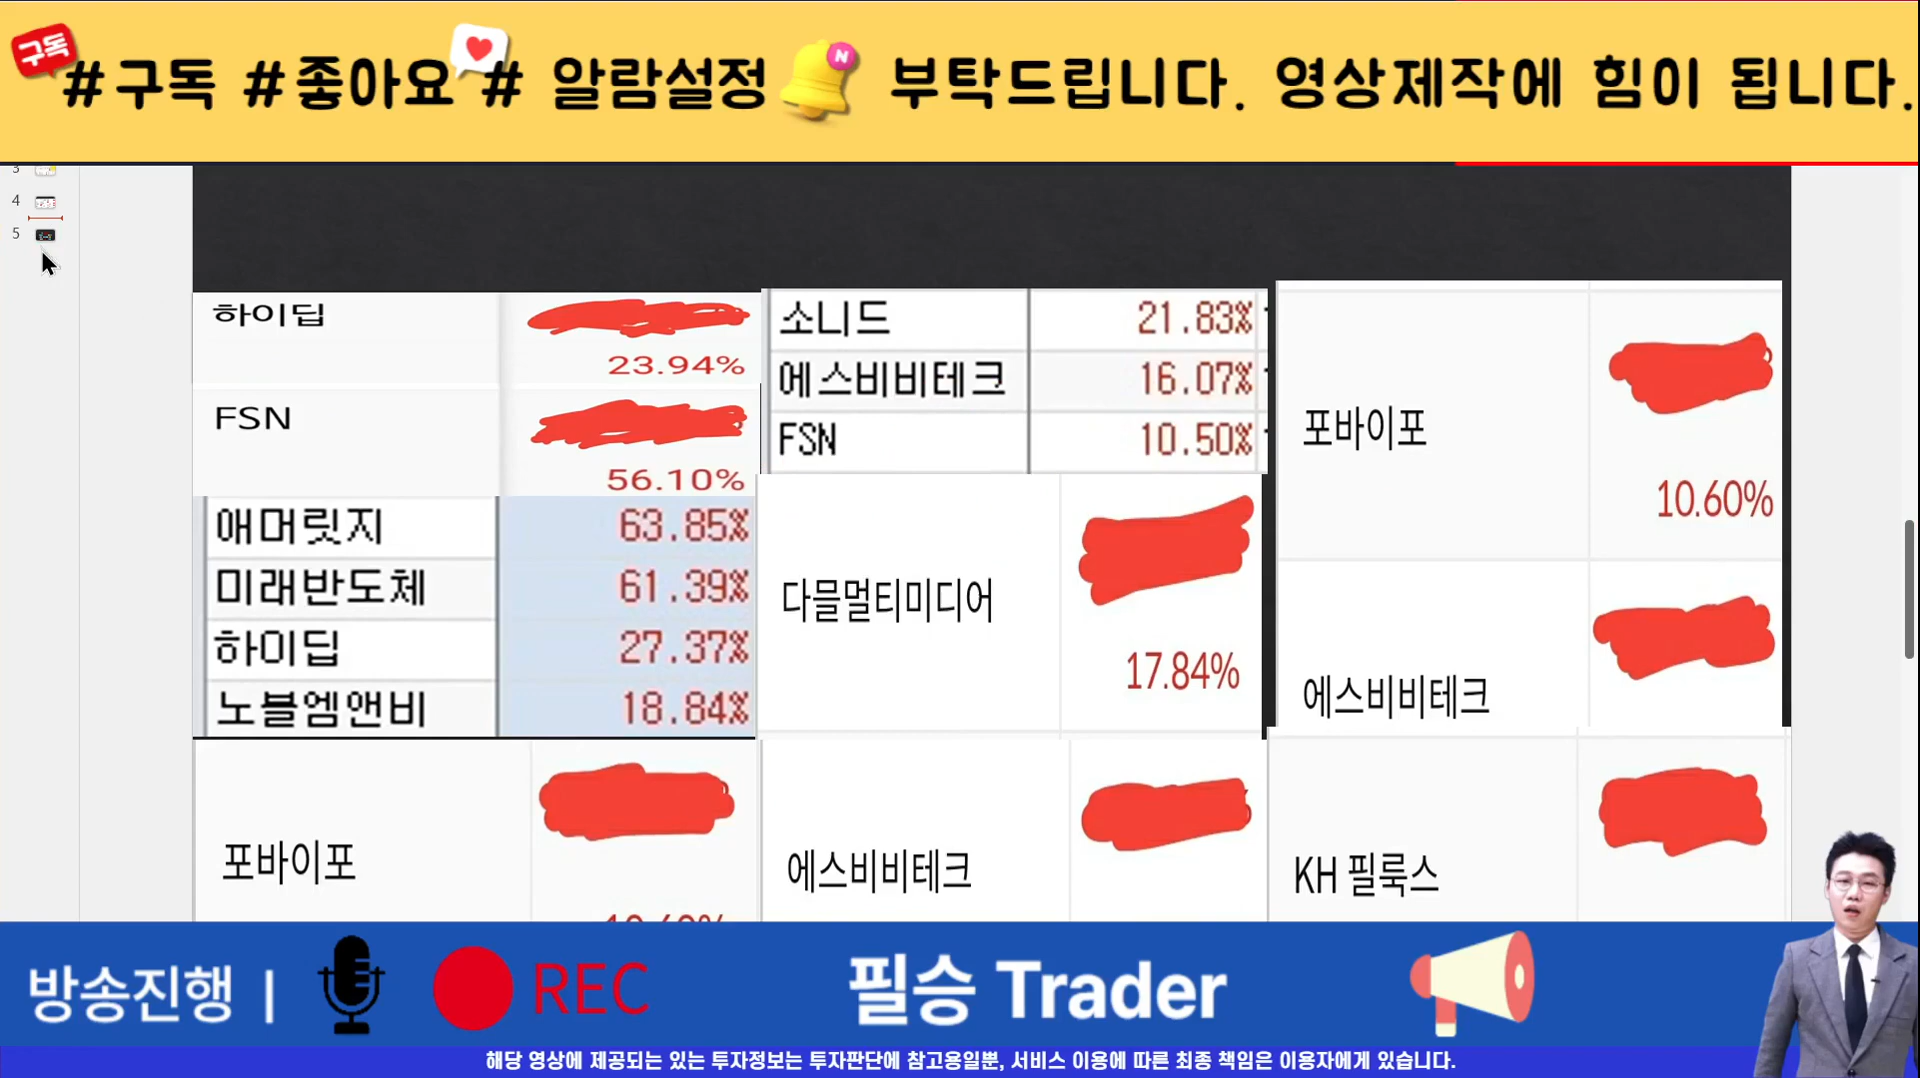 구독
#구독 #좋아요 # 알람설정 N 부탁드립니다. 영상제작에 힘이 됩니다.
3
4
5
하이딥
23.94%
FSN
56.10%
애머릿지 63.85%
미래반도체 61.39%
하이딥 27.37%
노블엠앤비 18.84%
소니드 21.83%
에스비비테크 16.07%
FSN 10.50%
다믈멀티미디어
17.84%
포바이포
10.60%
에스비비테크
포바이포
에스비비테크
KH 필룩스
방송진행 | REC 필승 Trader
해당 영상에 제공되는 있는 투자정보는 투자판단에 참고용일뿐, 서비스 이용에 따른 최종 책임은 이용자에게 있습니다.